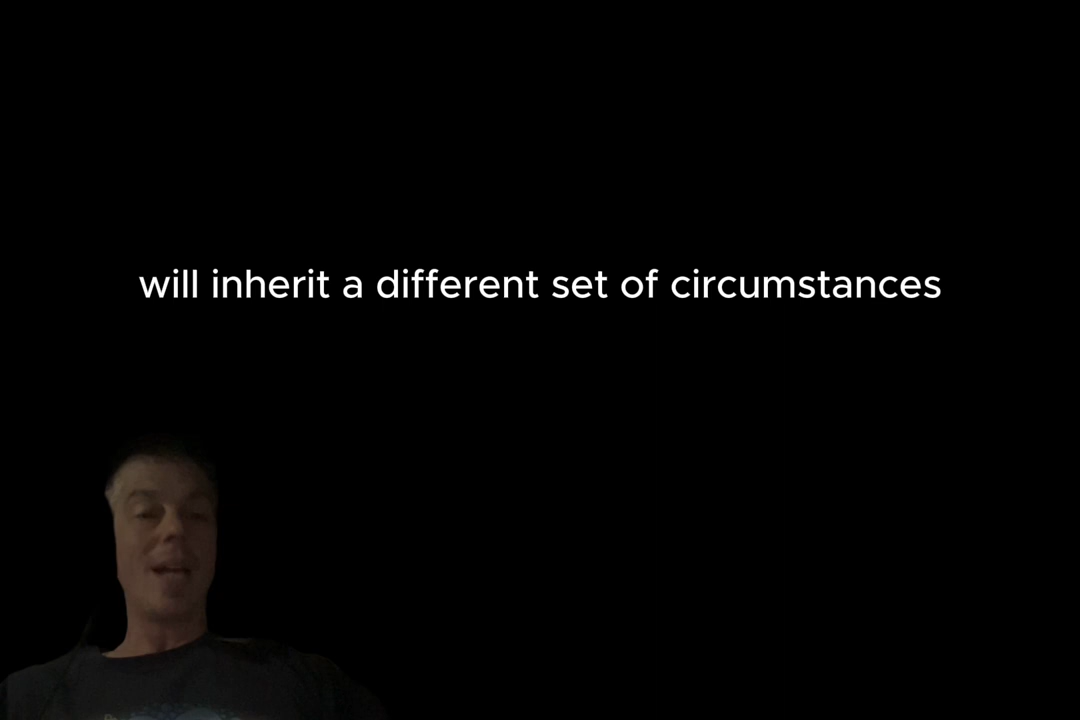 will inherit a different set of circumstances